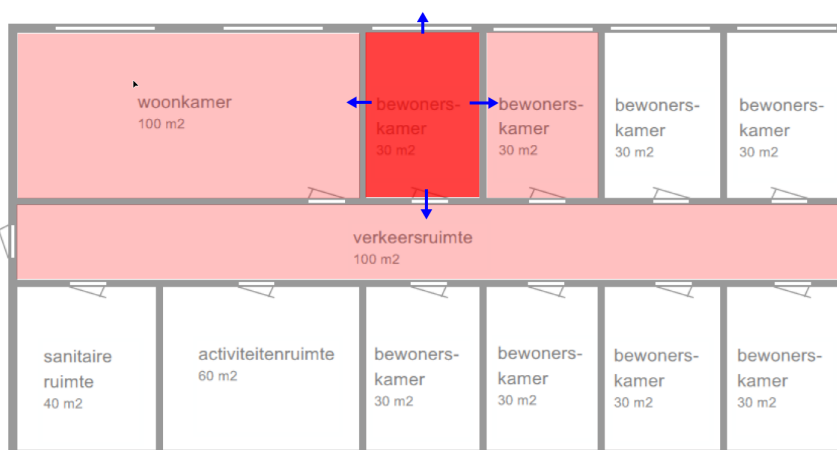 woonkamer
100 m2
bewoners-
kamer
30 m2
bewoners-
kamer
30 m2
bewoners-
kamer
30 m2
bewoners-
kamer
30 m2
verkeersruimte
100 m2
sanitaire
ruimte
40 m2
activiteitenruimte
60 m2
bewoners-
kamer
30 m2
bewoners-
kamer
30 m2
bewoners-
kamer
30 m2
bewoners-
kamer
30 m2